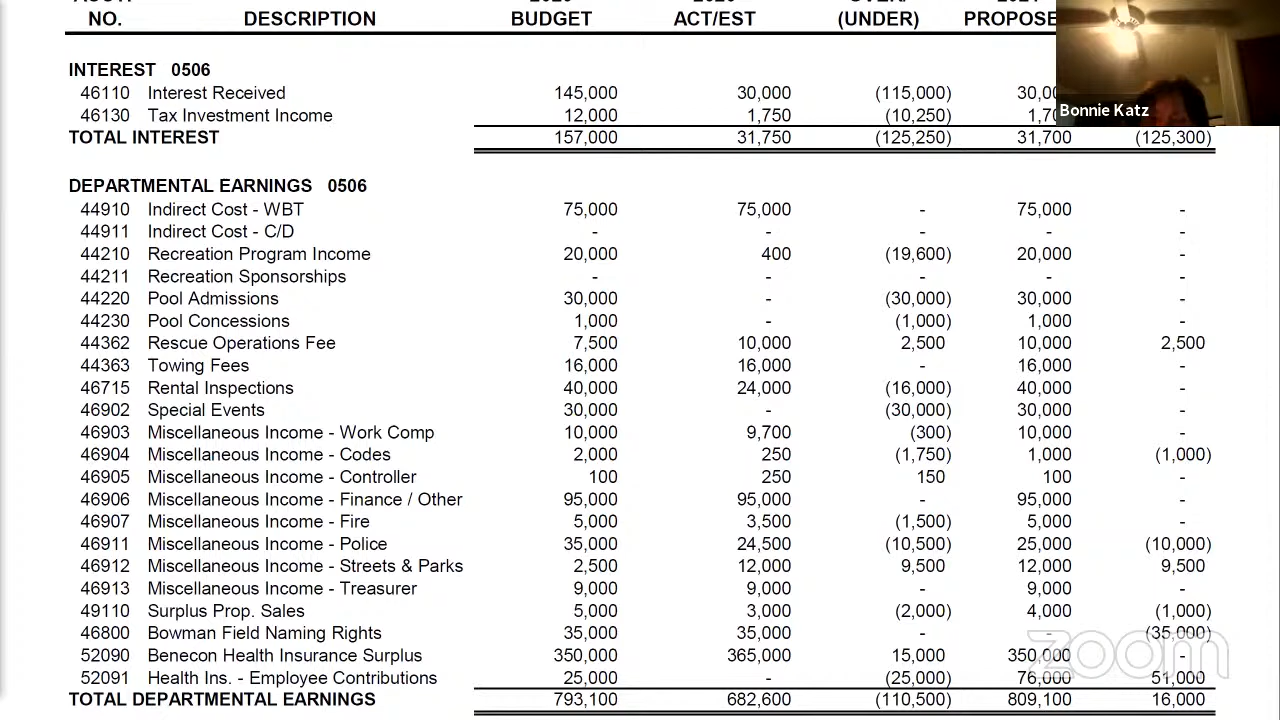 NO. DESCRIPTION BUDGET ACT/EST (UNDER) PROPOSE
Bonnie Katz
INTEREST 0506
46110 Interest Received 145,000 30,000 (115,000)
46130 Tax Investment Income 12,000 1,750 (10,250)
TOTAL INTEREST 157,000 31,750 (125,250) 31,700 (125,300)
DEPARTMENTAL EARNINGS 0506
44910 Indirect Cost - WBT 75,000 75,000 - 75,000 -
44911 Indirect Cost - C/D - - - - -
44210 Recreation Program Income 20,000 400 (19,600) 20,000 -
44211 Recreation Sponsorships - - - - -
44220 Pool Admissions 30,000 - (30,000) 30,000 -
44230 Pool Concessions 1,000 - (1,000) 1,000 -
44362 Rescue Operations Fee 7,500 10,000 2,500 10,000 2,500
44363 Towing Fees 16,000 16,000 - 16,000 -
46715 Rental Inspections 40,000 24,000 (16,000) 40,000 -
46902 Special Events 30,000 - (30,000) 30,000 -
46903 Miscellaneous Income - Work Comp 10,000 9,700 (300) 10,000 -
46904 Miscellaneous Income - Codes 2,000 250 (1,750) 1,000 (1,000)
46905 Miscellaneous Income - Controller 100 250 150 100 -
46906 Miscellaneous Income - Finance / Other 95,000 95,000 - 95,000 -
46907 Miscellaneous Income - Fire 5,000 3,500 (1,500) 5,000 -
46911 Miscellaneous Income - Police 35,000 24,500 (10,500) 25,000 (10,000)
46912 Miscellaneous Income - Streets & Parks 2,500 12,000 9,500 12,000 9,500
46913 Miscellaneous Income - Treasurer 9,000 9,000 - 9,000 -
49110 Surplus Prop. Sales 5,000 3,000 (2,000) 4,000 (1,000)
46800 Bowman Field Naming Rights 35,000 35,000 - - (35,000)
52090 Benecon Health Insurance Surplus 350,000 365,000 15,000 350,000 -
52091 Health Ins. - Employee Contributions 25,000 - (25,000) 76,000 51,000
TOTAL DEPARTMENTAL EARNINGS 793,100 682,600 (110,500) 809,100 16,000
zoom